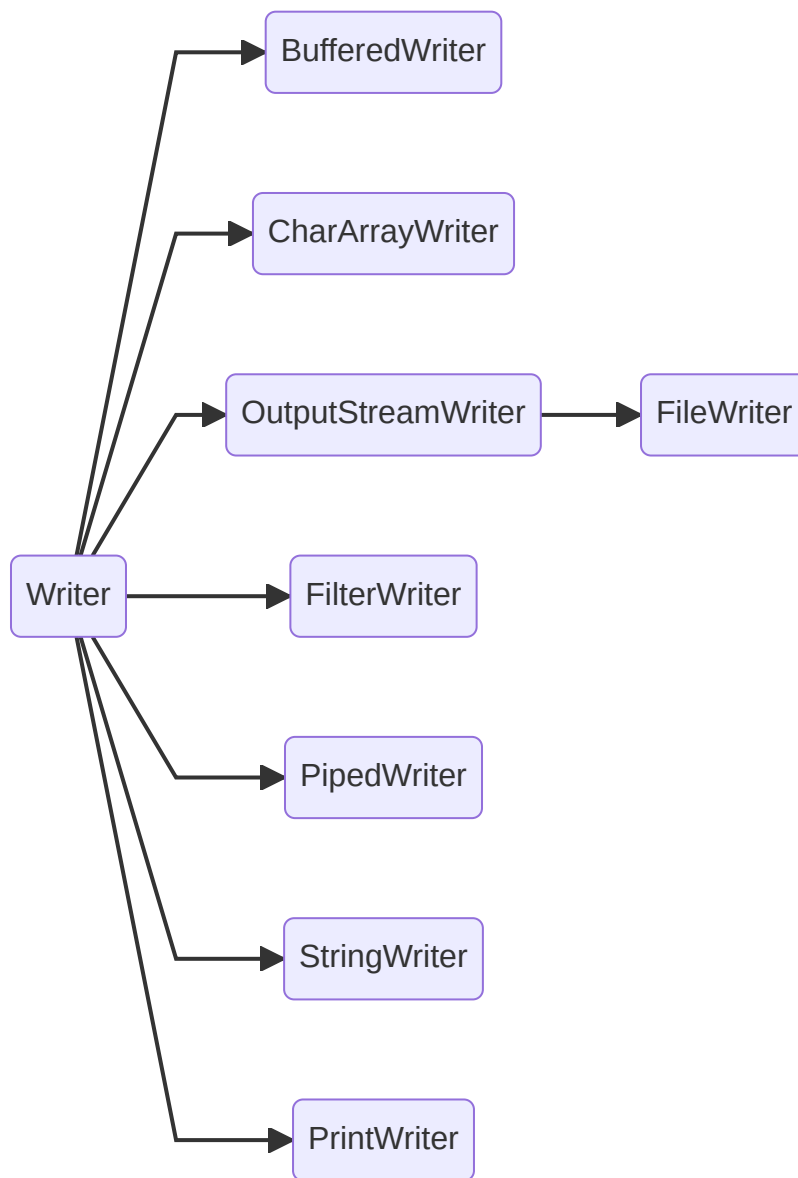 BufferedWriter
CharArrayWriter
OutputStreamWriter
FileWriter
Writer
FilterWriter
PipedWriter
StringWriter
PrintWriter